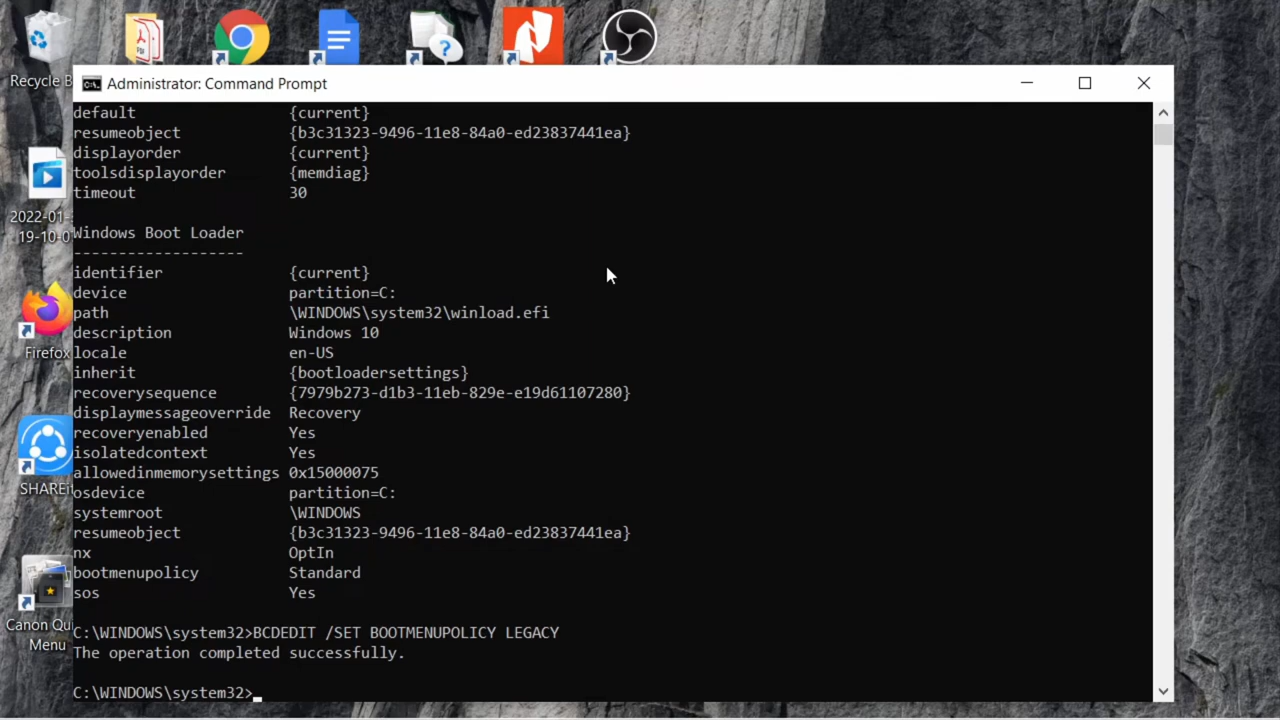 PDF
?
Recycle B
C:\.
Administrator: Command Prompt
default {current}
resumeobject {b3c31323-9496-11e8-84a0-ed23837441ea}
displayorder {current}
toolsdisplayorder {memdiag}
timeout 30
2022-01-
19-10-0
Windows Boot Loader
-------------------
identifier {current}
device partition=C:
path \WINDOWS\system32\winload.efi
description Windows 10
Firefox
locale en-US
inherit {bootloadersettings}
recoverysequence {7979b273-d1b3-11eb-829e-e19d61107280}
displaymessageoverride Recovery
recoveryenabled Yes
isolatedcontext Yes
allowedinmemorysettings 0x15000075
SHAREi
osdevice partition=C:
systemroot \WINDOWS
resumeobject {b3c31323-9496-11e8-84a0-ed23837441ea}
nx OptIn
bootmenupolicy Standard
sos Yes
Canon Qu
Menu
C:\WINDOWS\system32>BCDEDIT /SET BOOTMENUPOLICY LEGACY
The operation completed successfully.
C:\WINDOWS\system32>